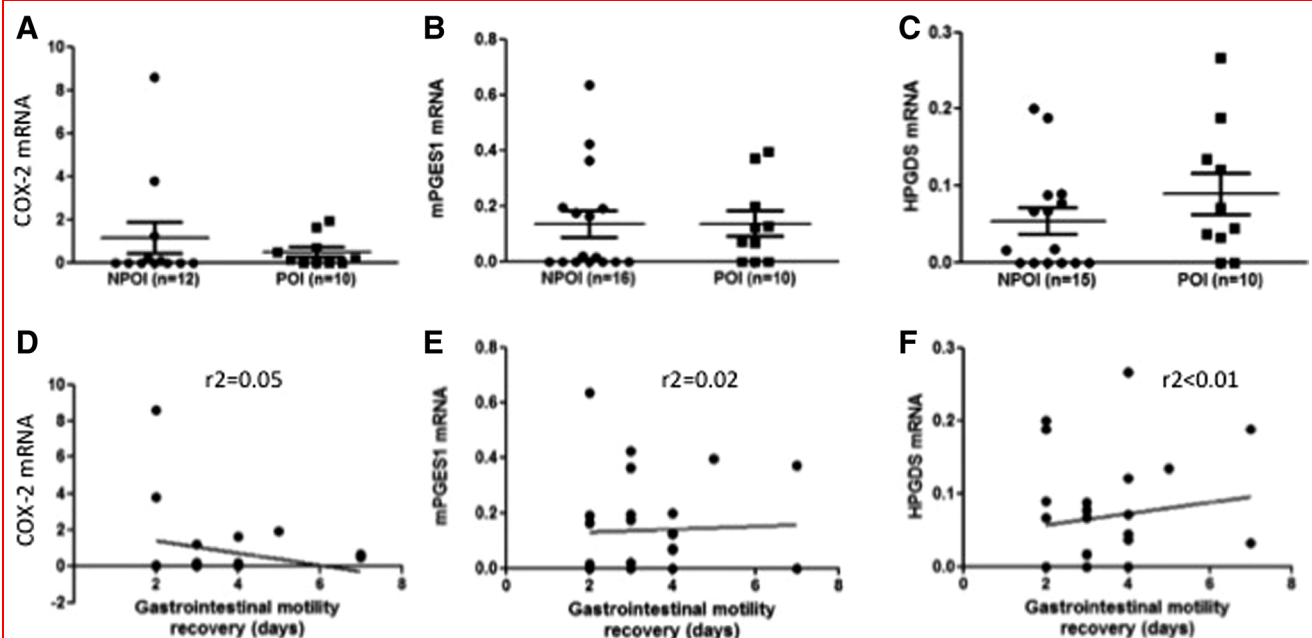 A
COX-2 mRNA
10
8
6
4
2
0
NPOI (n=12)
POI (n=10)
B
mPGES1 mRNA
0.8
0.6
0.4
0.2
0.0
NPOI (n=16)
POI (n=10)
C
HPGDS mRNA
0.3
0.2
0.1
0.0
NPOI (n=15)
POI (n=10)
D
r2=0.05
COX-2 mRNA
10
8
6
4
2
0
-2
2
4
6
8
Gastrointestinal motility
recovery (days)
E
r2=0.02
mPGES1 mRNA
0.8
0.6
0.4
0.2
0.0
0
2
4
6
8
Gastrointestinal motility
recovery (days)
F
r2<0.01
HPGDS mRNA
0.3
0.2
0.1
0.0
0
2
4
6
8
Gastrointestinal motility
recovery (days)